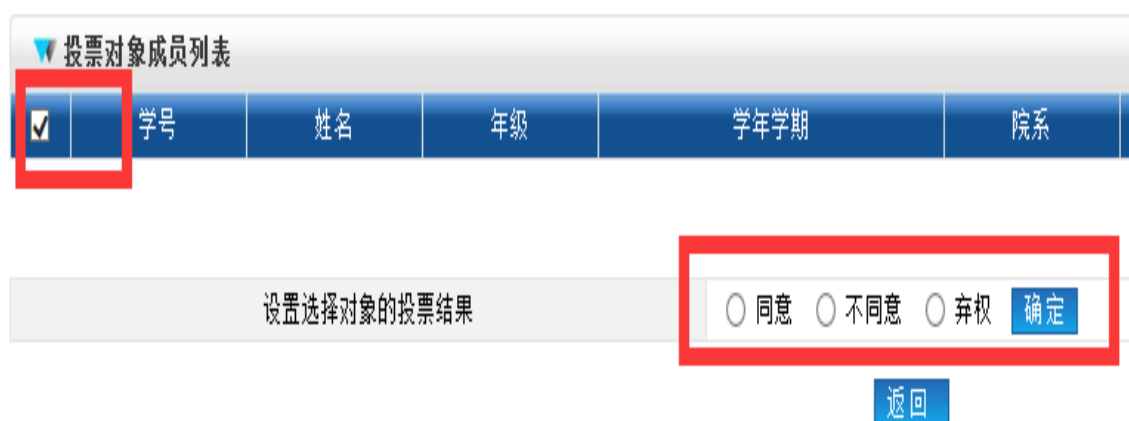 投票对象成员列表
学号 姓名 年级 学年学期 院系
设置选择对象的投票结果 同意 不同意 弃权 确定
返回